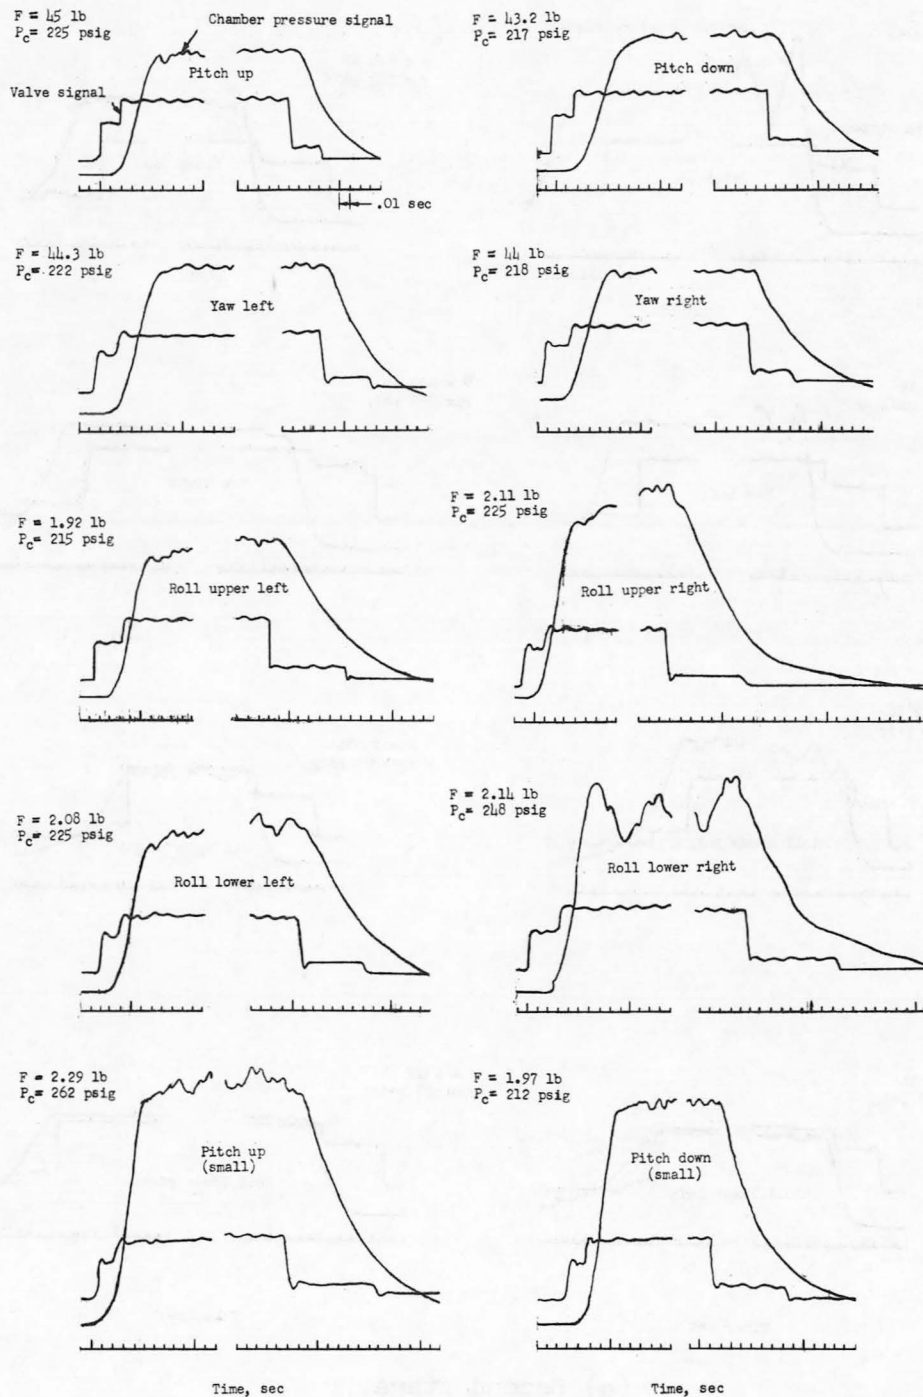 F = 45 lb
Pc= 225 psig
Chamber pressure signal
Pitch up
Valve signal
.01 sec
F = 43.2 lb
Pc= 217 psig
Pitch down
F = 44.3 lb
Pc= 222 psig
Yaw left
F = 44 lb
Pc= 218 psig
Yaw right
F = 1.92 lb
Pc= 215 psig
Roll upper left
F = 2.11 lb
Pc= 225 psig
Roll upper right
F = 2.08 lb
Pc= 225 psig
Roll lower left
F = 2.14 lb
Pc= 248 psig
Roll lower right
F = 2.29 lb
Pc= 262 psig
Pitch up
(small)
F = 1.97 lb
Pc= 212 psig
Pitch down
(small)
Time, sec
Time, sec